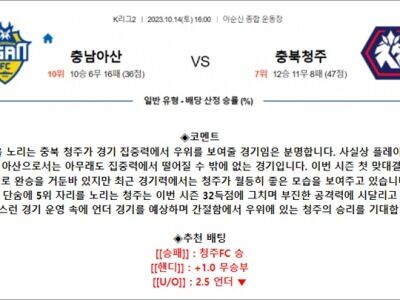 K리그2 | 2023.10.14(토) 16:00 | 이순신 종합 운동장
충남아산 VS 충북청주
10위 10승 6무 16패 (36점) 7위 12승 11무 8패 (47점)
FC
일반 유형 - 배당 산정 승률 (%)
◈코멘트
을 노리는 충북 청주가 경기 집중력에서 우위를 보여줄 경기임은 분명합니다. 사실상 플레이
아산으로서는 아무래도 집중력에서 떨어질 수 밖에 없는 경기입니다. 이번 시즌 첫 맞대결
로 완승을 거둔바 있지만 최근 경기력에서는 청주가 월등히 좋은 모습을 보여주고 있습니다
단숨에 5위 자리를 노리는 청주는 이번 시즌 32득점에 그치며 부진한 공격력에 시달리고
스런 경기 운영 속에 언더 경기를 예상하며 간절함에서 우위에 있는 청주의 승리를 기대합
◈추천 배팅
[[승패]] : 청주FC 승
[[핸디]] : +1.0 무승부
[[U/O]] : 2.5 언더 ▼